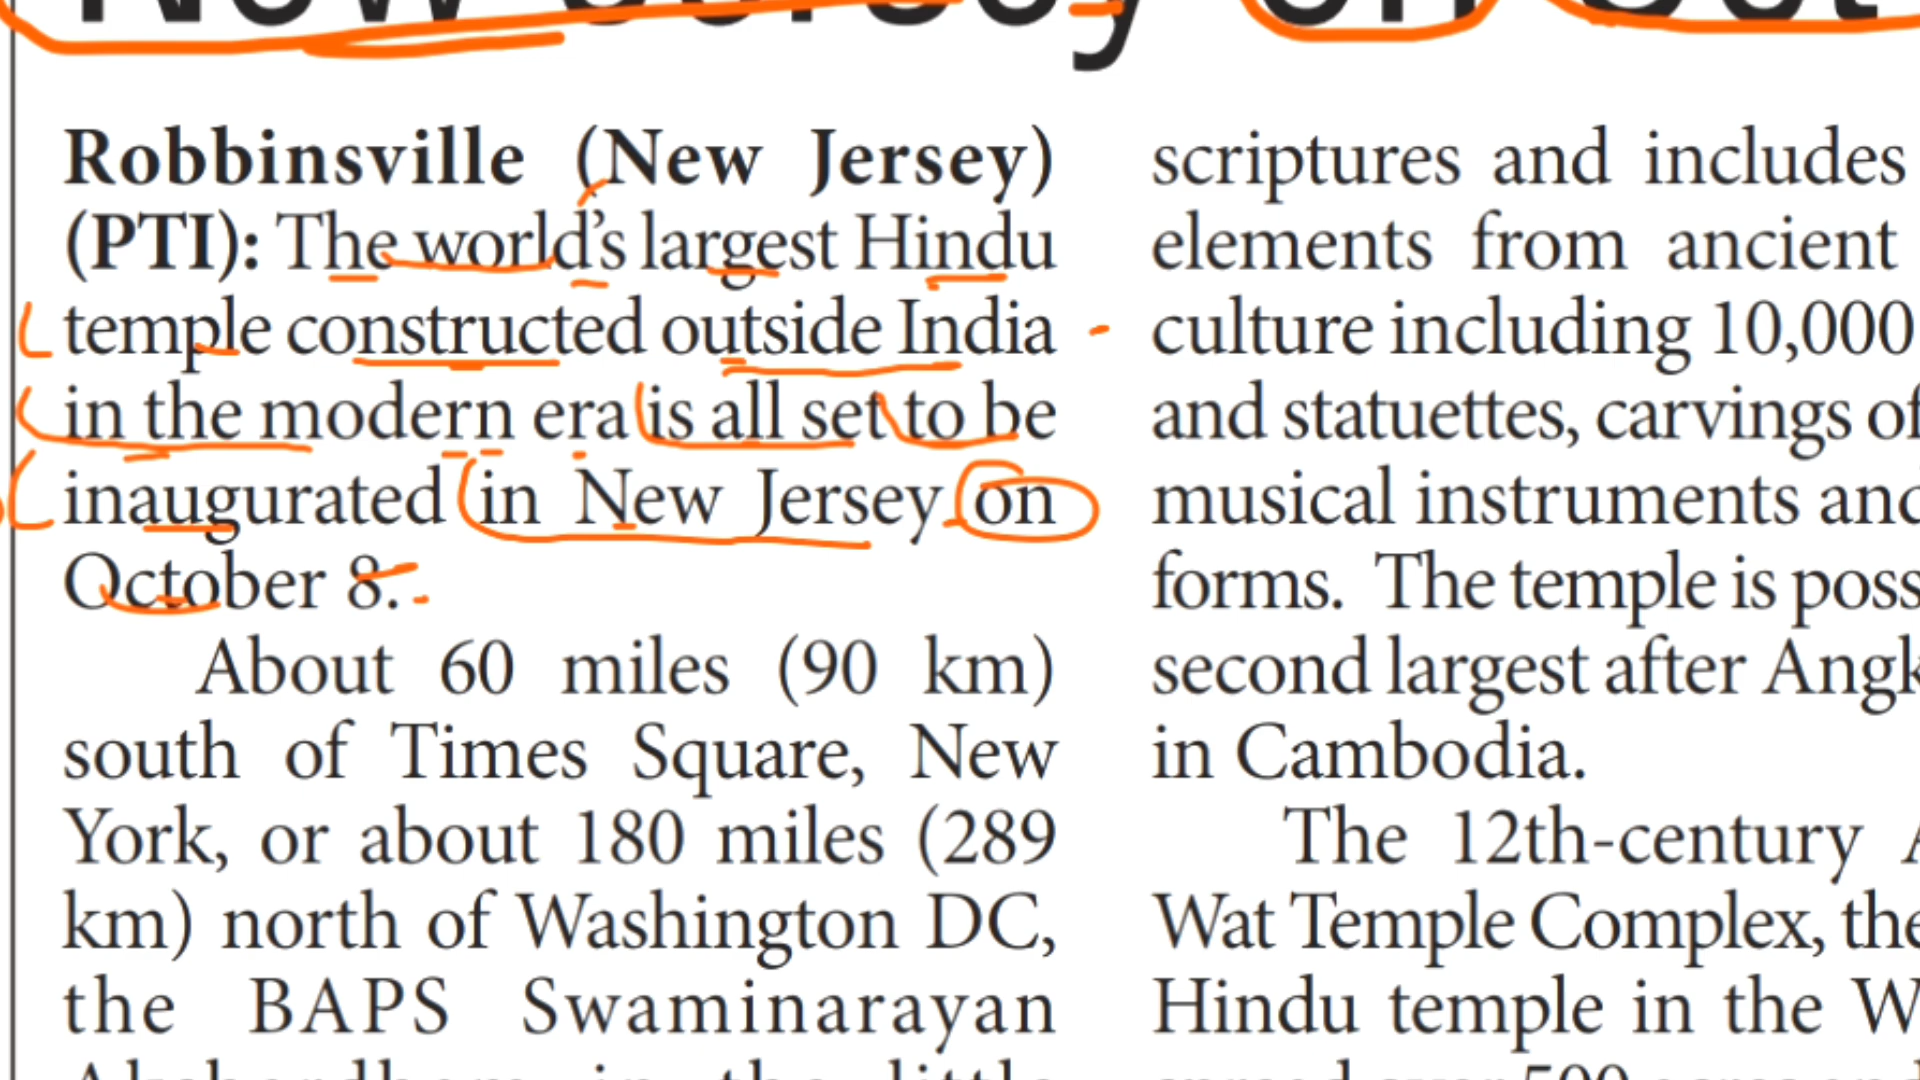 Robbinsville (New Jersey)
(PTI): The world's largest Hindu
temple constructed outside India
in the modern era is all set to be
inaugurated in New Jersey on
October 8.
About 60 miles (90 km)
south of Times Square, New
York, or about 180 miles (289
km) north of Washington DC,
the BAPS Swaminarayan
scriptures and includes
elements from ancient
culture including 10,000
and statuettes, carvings of
musical instruments and
forms. The temple is
second largest after
in Cambodia.
The 12th-century
Wat Temple Complex, the
Hindu temple in the